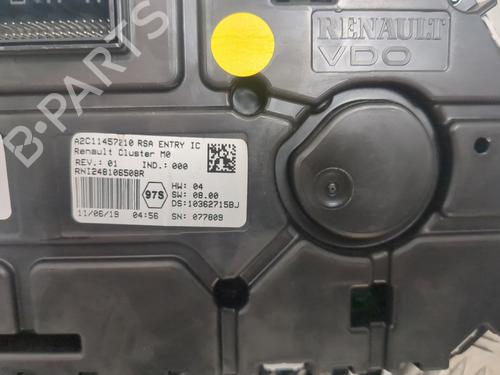 RENAULT
VDO
B-PARTS
A2C11457210 RSA ENTRY IC
Renault Cluster M0
REV.: 01 IND.: 000
RNI248106508R
97S
HW: 04
SW: 08.00
DS:10362715BJ
11/06/19 04:56 SN: 077809